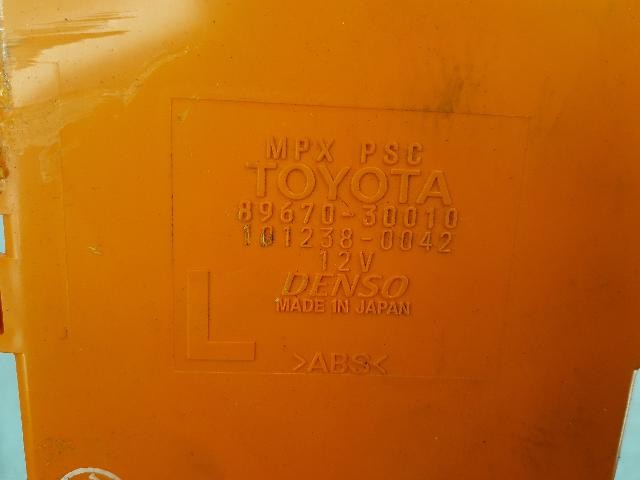 MPX PSC
TOYOTA
89670-30010
101238-0042
12V
DENSO
MADE IN JAPAN
L
>ABS<